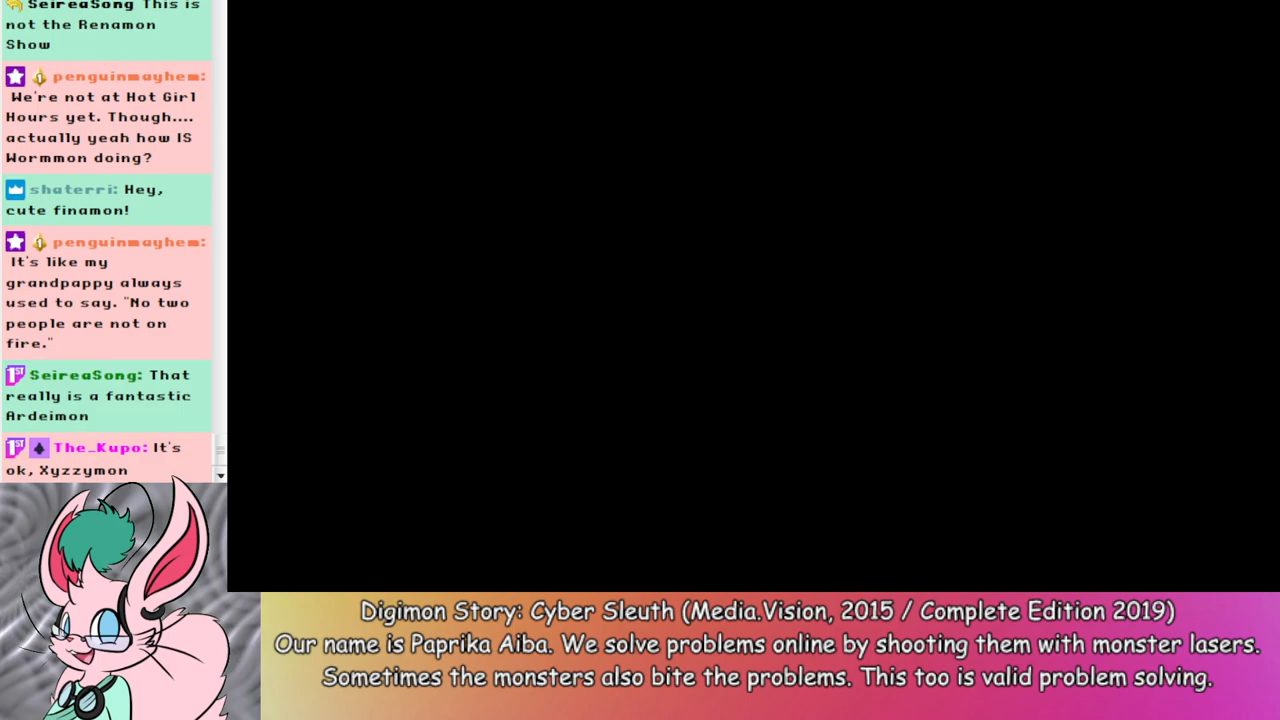 SeireaSong This is
not the Renamon
Show
penguinmayhem:
We're not at Hot Girl
Hours yet. Though....
actually yeah how IS
Wormmon doing?
shaterri: Hey,
cute finamon!
penguinmayhem:
It's like my
grandpappy always
used to say. "No two
people are not on
fire."
1ST SeireaSong: That
really is a fantastic
Ardeimon
1ST The_Kupo: It's
ok, Xyzzymon
Digimon Story: Cyber Sleuth (Media.Vision, 2015 / Complete Edition 2019)
Our name is Paprika Aiba. We solve problems online by shooting them with monster lasers.
Sometimes the monsters also bite the problems. This too is valid problem solving.